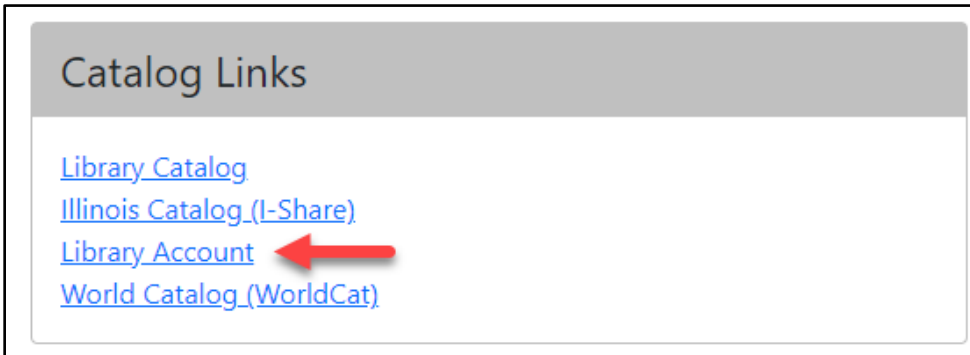 Catalog Links
Library Catalog
Illinois Catalog (I-Share)
Library Account
World Catalog (WorldCat)